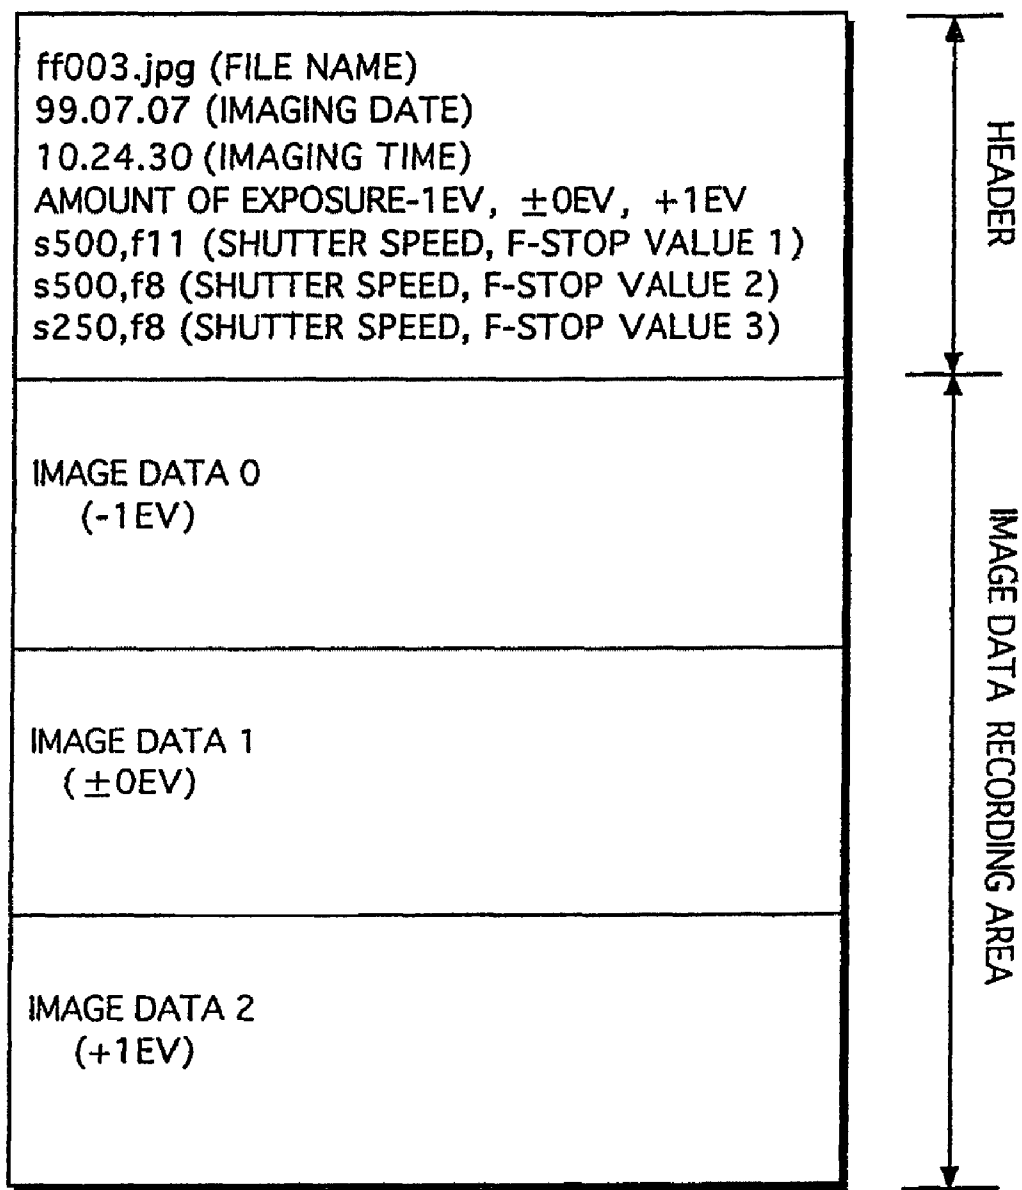 ff003.jpg (FILE NAME)
99.07.07 (IMAGING DATE)
10.24.30 (IMAGING TIME)
AMOUNT OF EXPOSURE-1EV, ±0EV, +1EV
s500,f11 (SHUTTER SPEED, F-STOP VALUE 1)
s500,f8 (SHUTTER SPEED, F-STOP VALUE 2)
s250,f8 (SHUTTER SPEED, F-STOP VALUE 3)
HEADER
IMAGE DATA 0
(-1EV)
IMAGE DATA 1
(±0EV)
IMAGE DATA 2
(+1EV)
IMAGE DATA RECORDING AREA